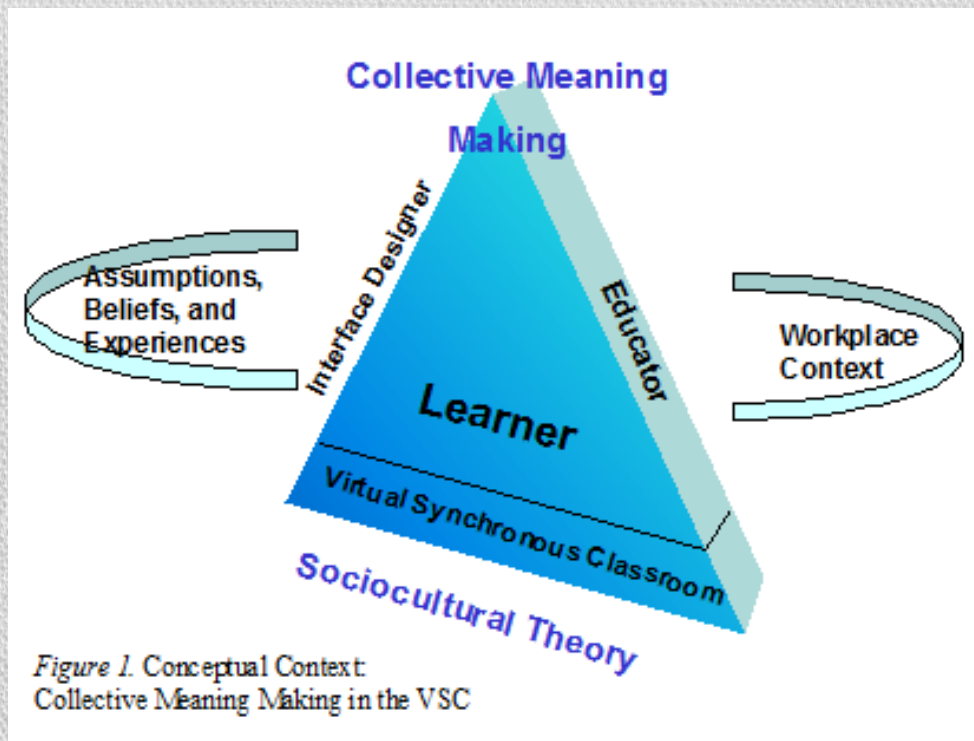 Collective Meaning
Making
Interface Designer
Assumptions,
Beliefs, and
Experiences
Educator
Workplace
Context
Learner
Virtual Synchronous Classroom
Sociocultural Theory
Figure 1. Conceptual Context:
Collective Meaning Making in the VSC